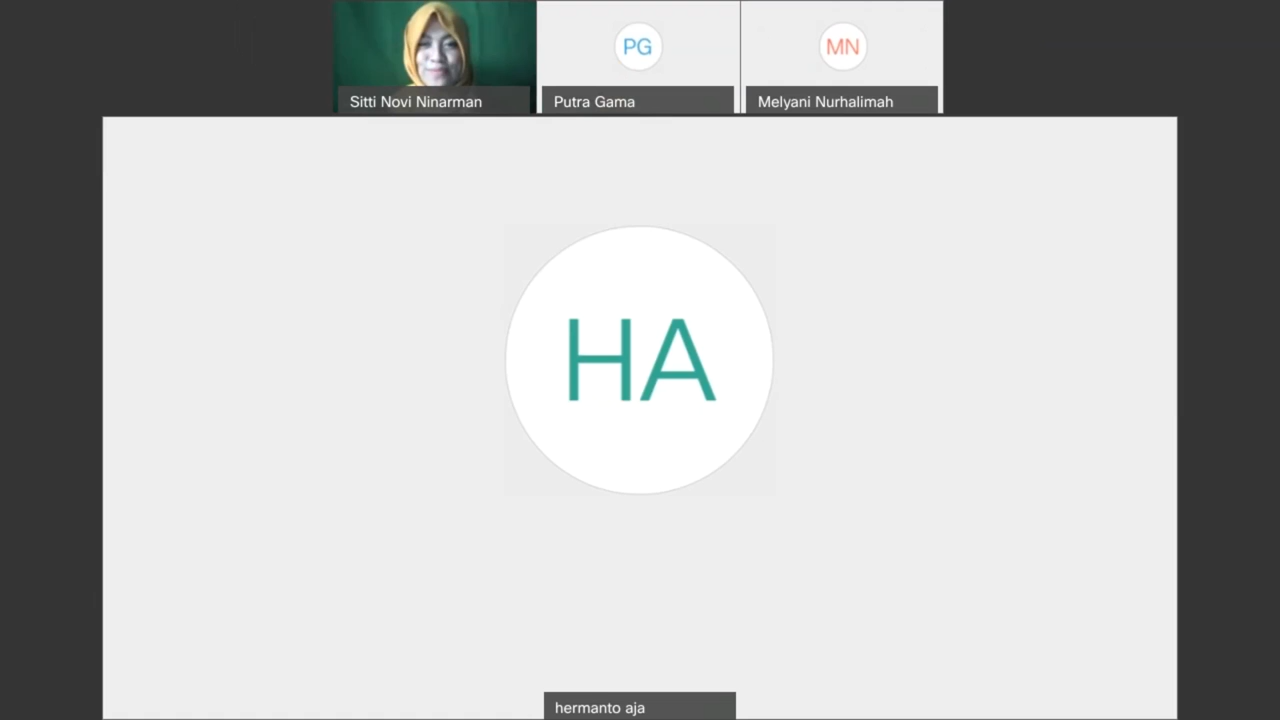 PG
MN
Sitti Novi Ninarman
Putra Gama
Melyani Nurhalimah
HA
hermanto aja